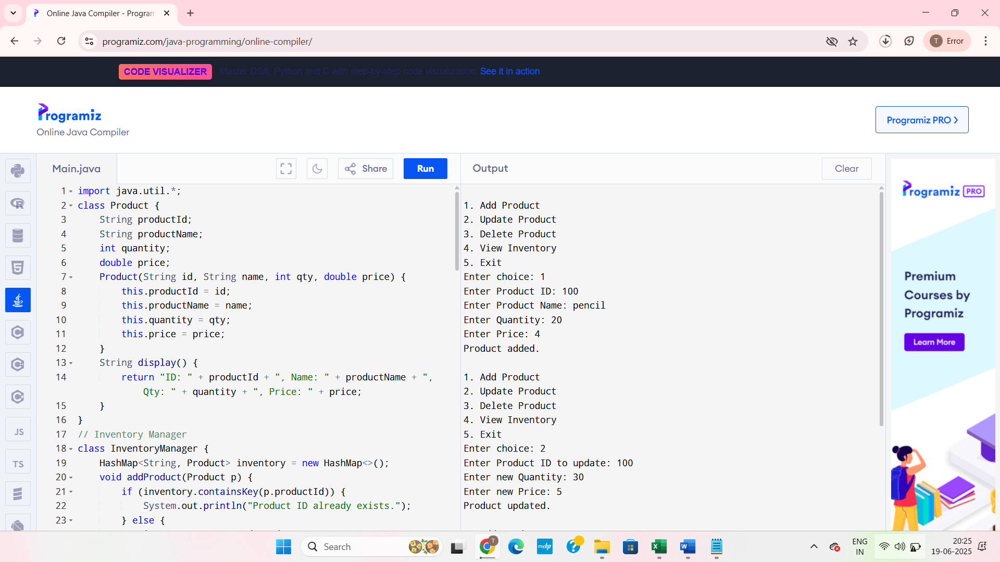 Online Java Compiler - Program
programiz.com/java-programming/online-compiler/
T Error
CODE VISUALIZER Master DSA, Python and C with step-by-step code visualization. See it in action
Programiz
Online Java Compiler
Programiz PRO
Main.java
Share
Run
Output
Clear
1 import java.util.*;
2 class Product {
3 String productId;
4 String productName;
5 int quantity;
6 double price;
7 Product(String id, String name, int qty, double price) {
8 this.productId = id;
9 this.productName = name;
10 this.quantity = qty;
11 this.price = price;
12 }
13 String display() {
14 return "ID: " + productId + ", Name: " + productName + ",
Qty: " + quantity + ", Price: " + price;
15 }
16 }
17 // Inventory Manager
18 class InventoryManager {
19 HashMap<String, Product> inventory = new HashMap<>();
20 void addProduct(Product p) {
21 if (inventory.containsKey(p.productId)) {
22 System.out.println("Product ID already exists.");
23 } else {
1. Add Product
2. Update Product
3. Delete Product
4. View Inventory
5. Exit
Enter choice: 1
Enter Product ID: 100
Enter Product Name: pencil
Enter Quantity: 20
Enter Price: 4
Product added.
1. Add Product
2. Update Product
3. Delete Product
4. View Inventory
5. Exit
Enter choice: 2
Enter Product ID to update: 100
Enter new Quantity: 30
Enter new Price: 5
Product updated.
JS
TS
Programiz PRO
Premium
Courses by
Programiz
Learn More
Search
T
myhp
ENG
IN
20:25
19-06-2025